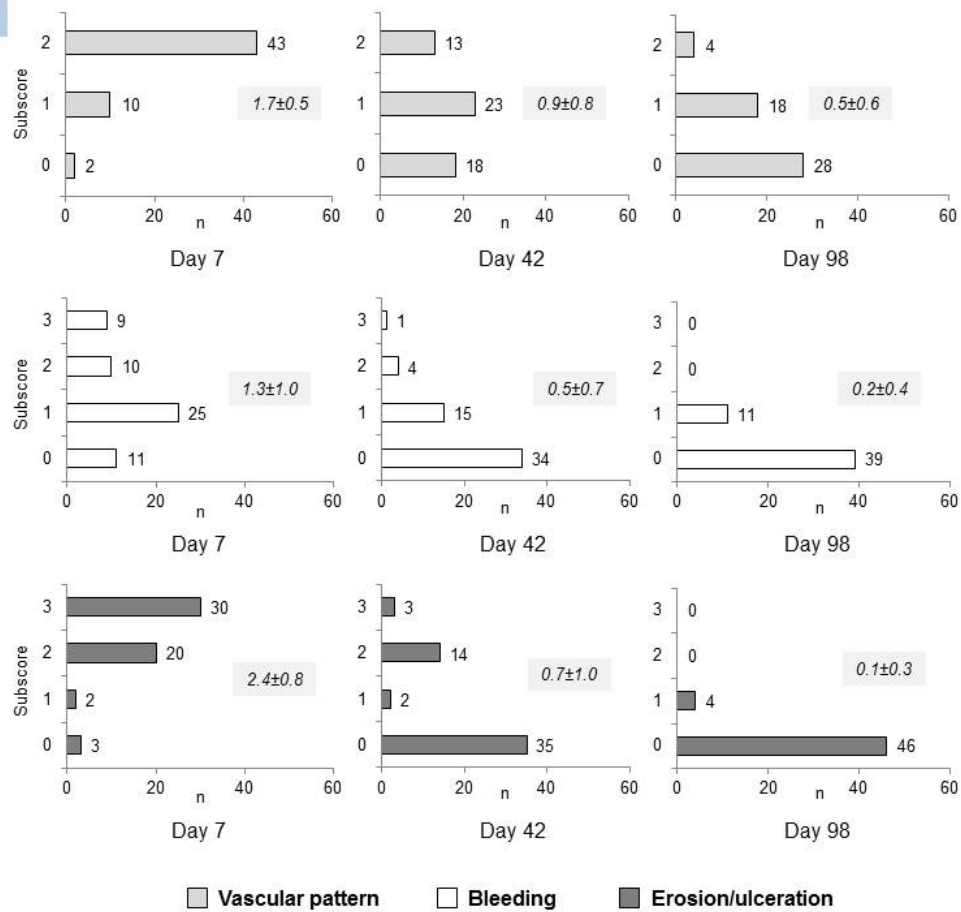 Subscore
2 43
1 10
0 2
1.7±0.5
0 20 40 60
n
Day 7
2 13
1 23
0 18
0.9±0.8
0 20 40 60
n
Day 42
2 4
1 18
0 28
0.5±0.6
0 20 40 60
n
Day 98
Subscore
3 9
2 10
1 25
0 11
1.3±1.0
0 20 40 60
n
Day 7
3 1
2 4
1 15
0 34
0.5±0.7
0 20 40 60
n
Day 42
3 0
2 0
1 11
0 39
0.2±0.4
0 20 40 60
n
Day 98
Subscore
3 30
2 20
1 2
0 3
2.4±0.8
0 20 40 60
n
Day 7
3 3
2 14
1 2
0 35
0.7±1.0
0 20 40 60
n
Day 42
3 0
2 0
1 4
0 46
0.1±0.3
0 20 40 60
n
Day 98
Vascular pattern Bleeding Erosion/ulceration